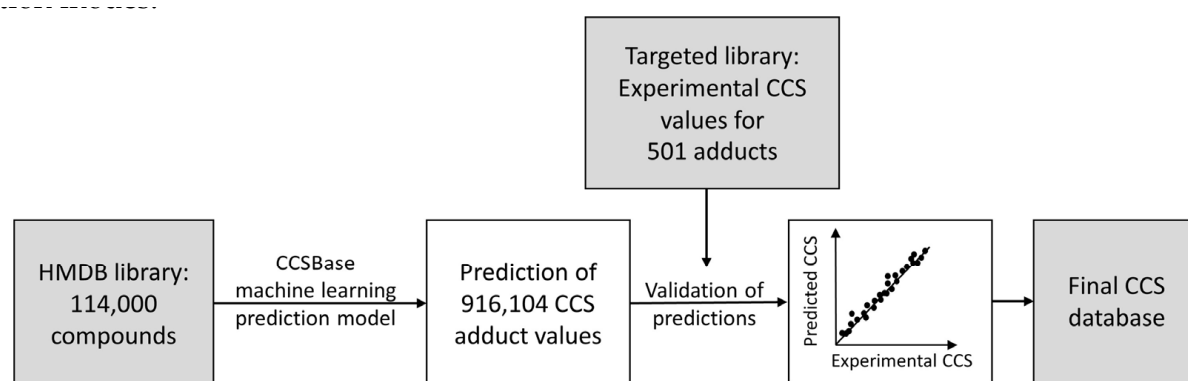 Targeted library:
Experimental CCS
values for
501 adducts
HMDB library:
114,000
compounds
CCSBase
machine learning
prediction model
Prediction of
916,104 CCS
adduct values
Validation of
predictions
Predicted CCS
Experimental CCS
Final CCS
database